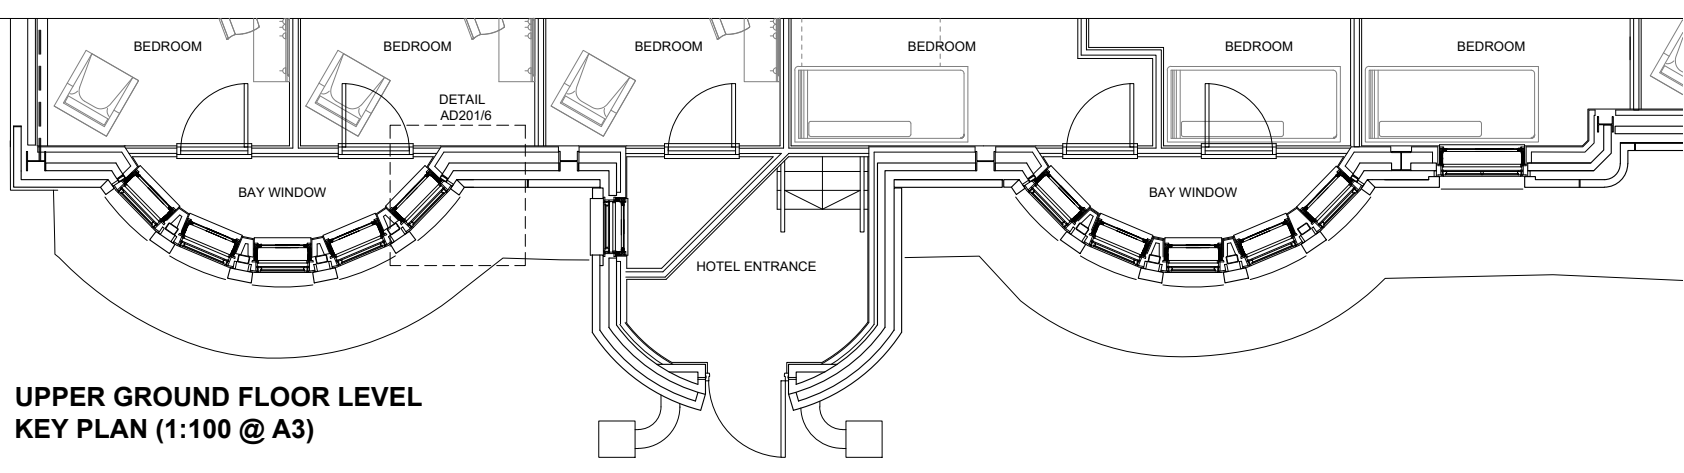 BEDROOM
BEDROOM
BEDROOM
BEDROOM
BEDROOM
BEDROOM
DETAIL
AD201/6
BAY WINDOW
BAY WINDOW
HOTEL ENTRANCE
UPPER GROUND FLOOR LEVEL
KEY PLAN (1:100 @ A3)